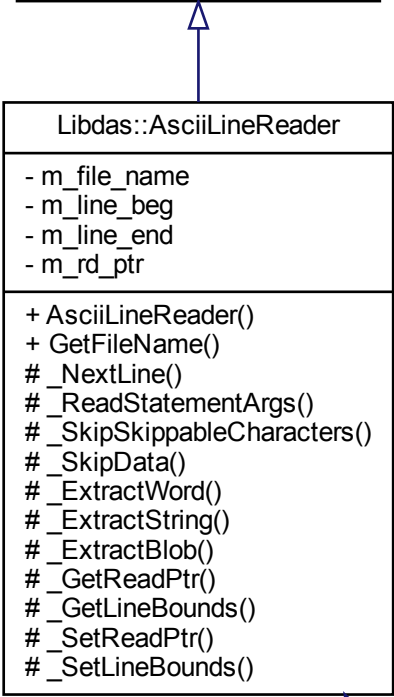 Libdas::AsciiLineReader
- m_file_name
- m_line_beg
- m_line_end
- m_rd_ptr
+ AsciiLineReader()
+ GetFileName()
# _NextLine()
# _ReadStatementArgs()
# _SkipSkippableCharacters()
# _SkipData()
# _ExtractWord()
# _ExtractString()
# _ExtractBlob()
# _GetReadPtr()
# _GetLineBounds()
# _SetReadPtr()
# _SetLineBounds()